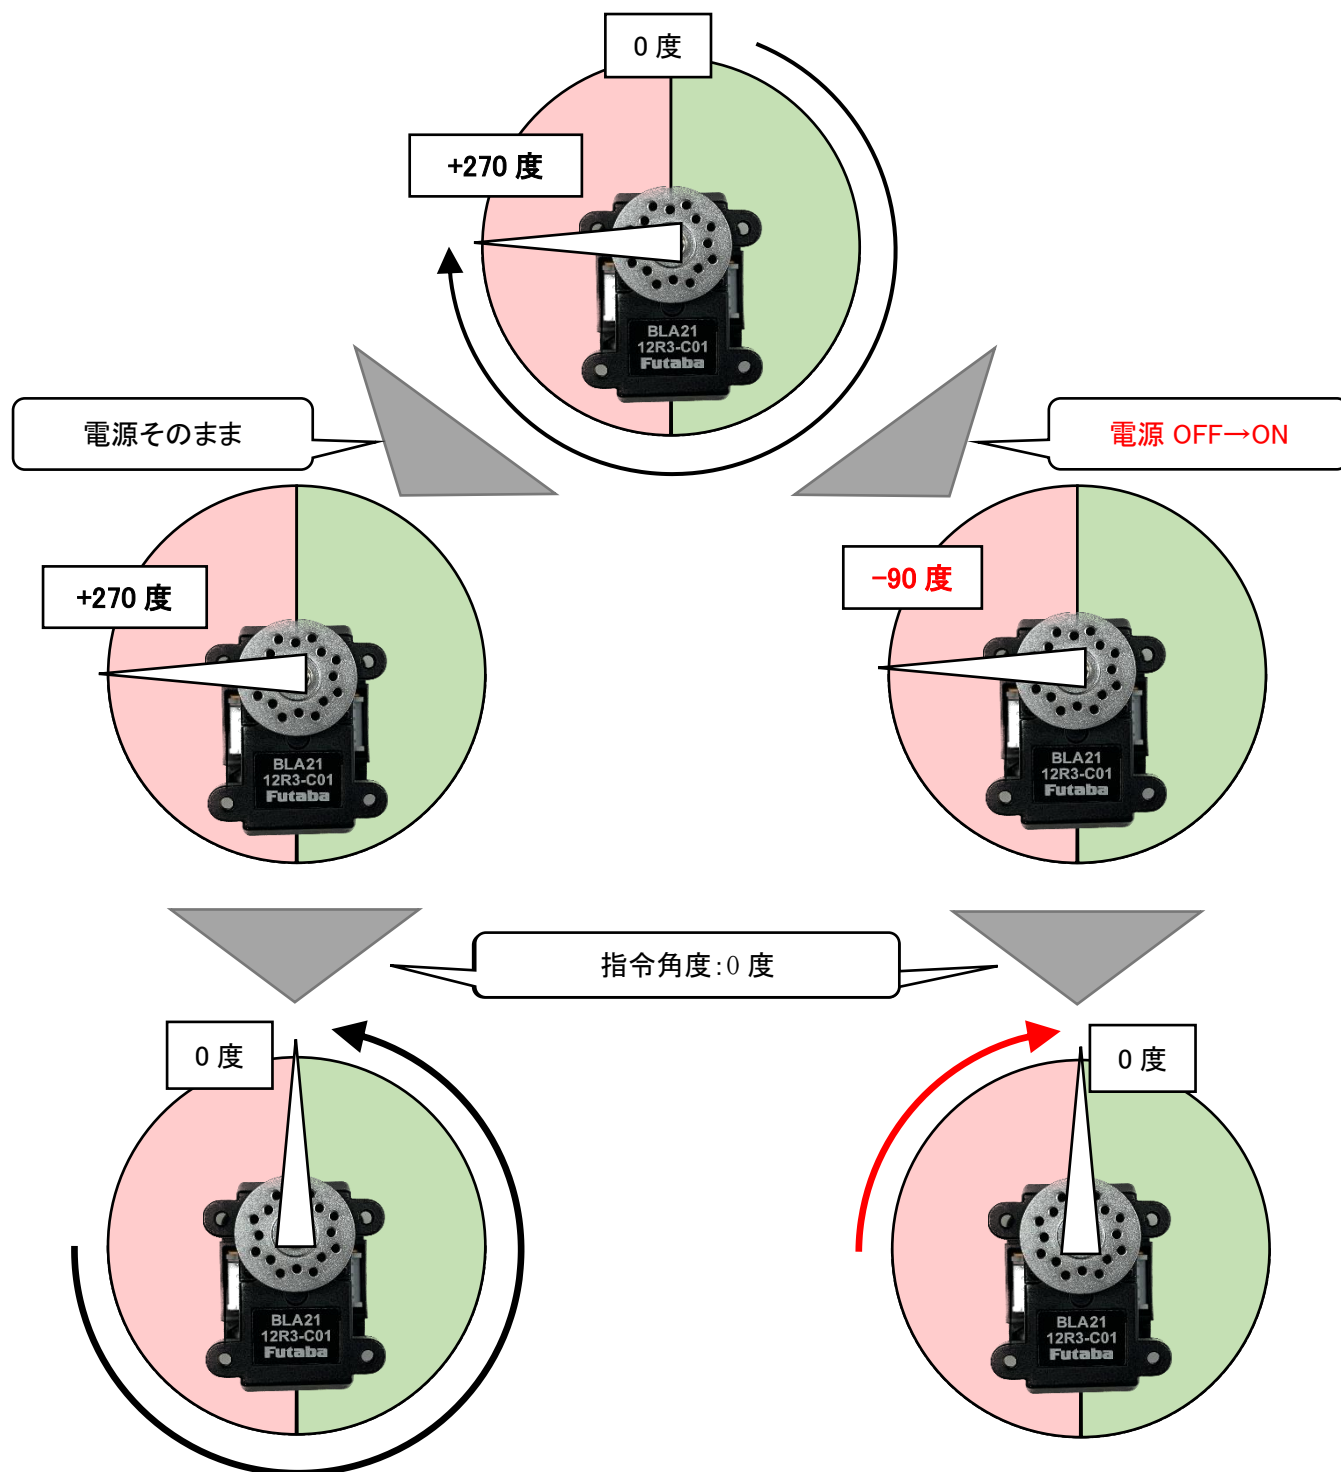 0 度
+270 度
BLA21
12R3-C01
Futaba
電源そのまま
電源 OFF→ON
+270 度
BLA21
12R3-C01
Futaba
−90 度
BLA21
12R3-C01
Futaba
指令角度:0 度
0 度
BLA21
12R3-C01
Futaba
0 度
BLA21
12R3-C01
Futaba